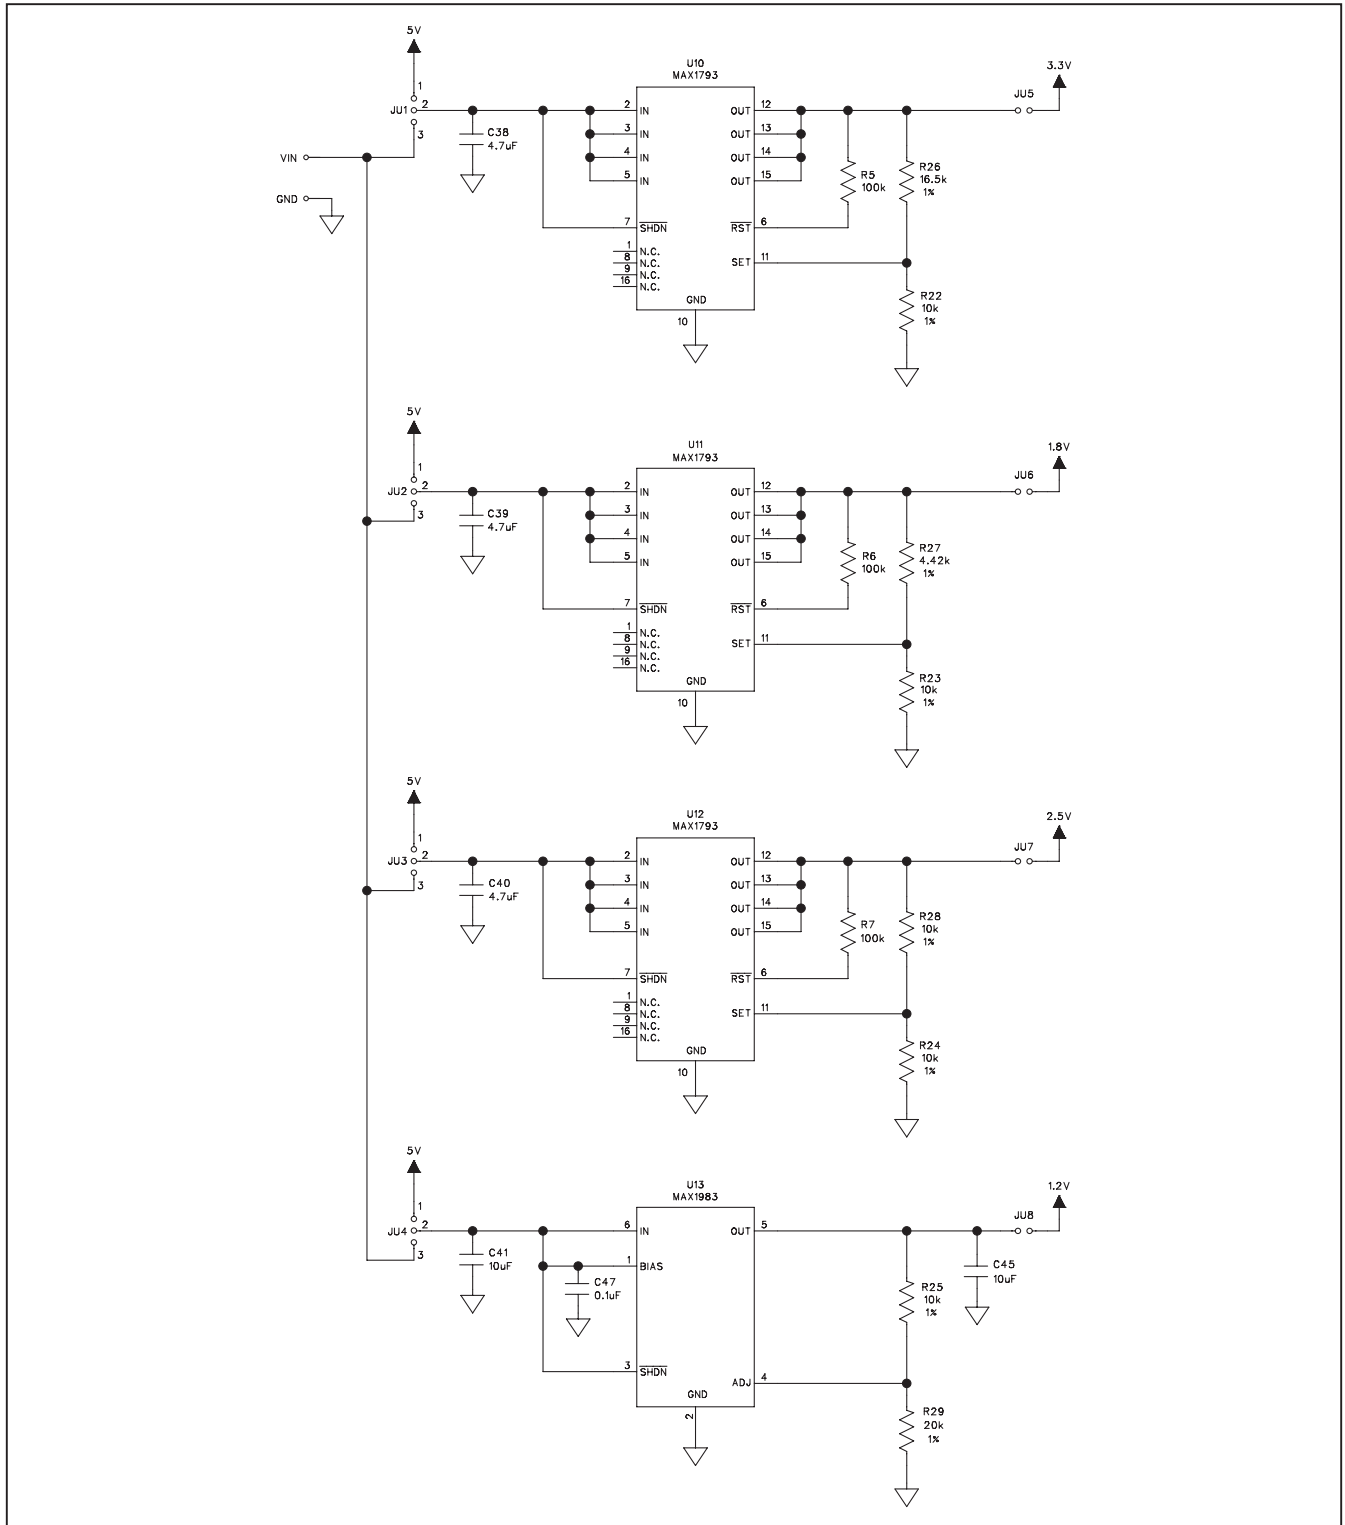 5V
1
JU1
2
3
VIN
GND
C38
4.7uF
U10
MAX1793
2 IN
3 IN
4 IN
5 IN
7 SHDN
1 N.C.
8 N.C.
9 N.C.
16 N.C.
GND
10
OUT 12
OUT 13
OUT 14
OUT 15
RST 6
SET 11
R5
100k
R26
16.5k
1%
R22
10k
1%
JU5
3.3V
5V
1
JU2
2
3
C39
4.7uF
U11
MAX1793
2 IN
3 IN
4 IN
5 IN
7 SHDN
1 N.C.
8 N.C.
9 N.C.
16 N.C.
GND
10
OUT 12
OUT 13
OUT 14
OUT 15
RST 6
SET 11
R6
100k
R27
4.42k
1%
R23
10k
1%
JU6
1.8V
5V
1
JU3
2
3
C40
4.7uF
U12
MAX1793
2 IN
3 IN
4 IN
5 IN
7 SHDN
1 N.C.
8 N.C.
9 N.C.
16 N.C.
GND
10
OUT 12
OUT 13
OUT 14
OUT 15
RST 6
SET 11
R7
100k
R28
10k
1%
R24
10k
1%
JU7
2.5V
5V
1
JU4
2
3
C41
10uF
C47
0.1uF
U13
MAX1983
6 IN
1 BIAS
3 SHDN
GND
2
OUT 5
ADJ 4
R25
10k
1%
R29
20k
1%
C45
10uF
JU8
1.2V